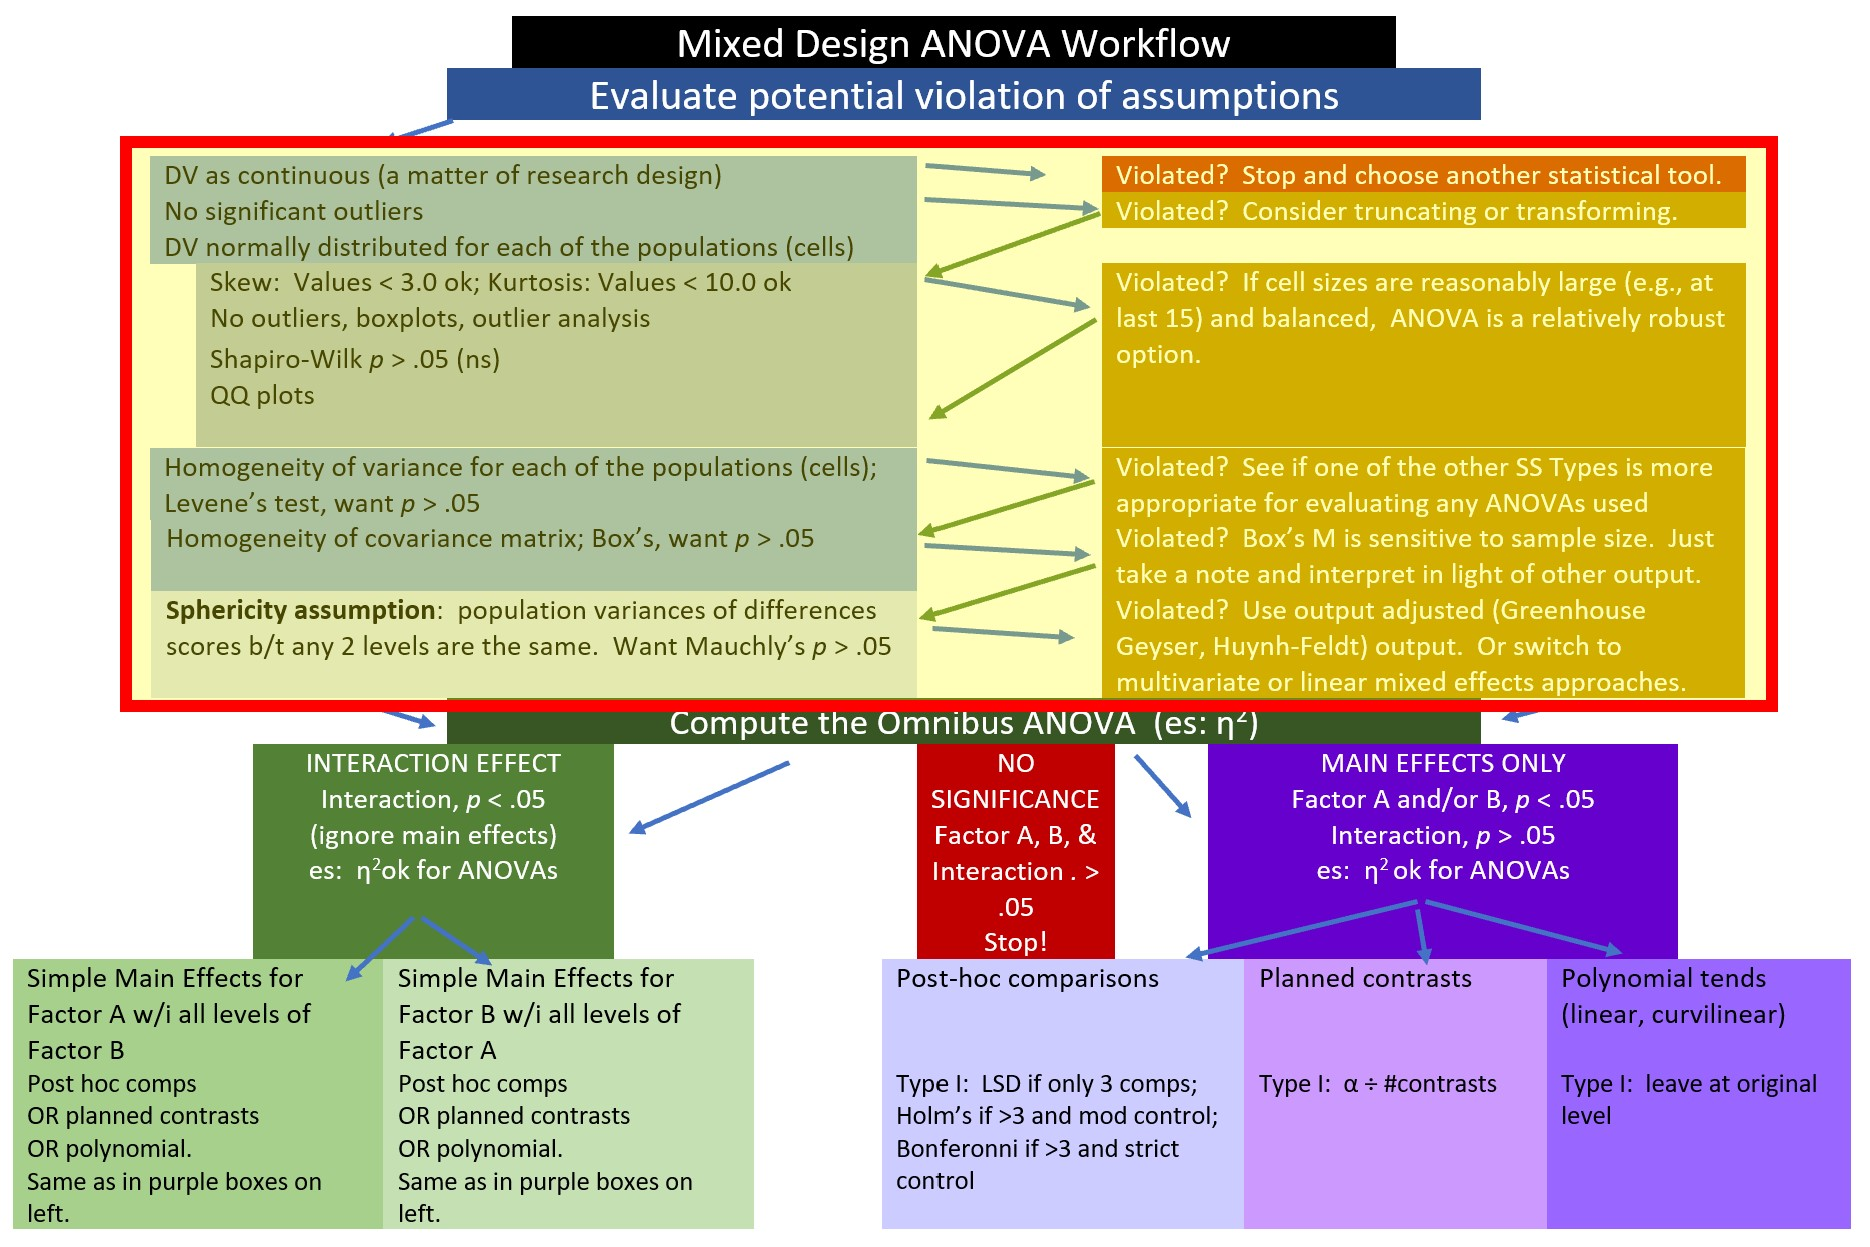 Mixed Design ANOVA Workflow
Evaluate potential violation of assumptions
DV as continuous (a matter of research design)
Violated?  Stop and choose another statistical tool.
No significant outliers
Violated?  Consider truncating or transforming.
DV normally distributed for each of the populations (cells)
Skew:  Values < 3.0 ok; Kurtosis: Values < 10.0 ok
No outliers, boxplots, outlier analysis
Shapiro-Wilk p > .05 (ns)
QQ plots
Violated?  If cell sizes are reasonably large (e.g., at
last 15) and balanced,  ANOVA is a relatively robust
option.
Homogeneity of variance for each of the populations (cells);
Levene's test, want p > .05
Violated?  See if one of the other SS Types is more
appropriate for evaluating any ANOVAs used
Homogeneity of covariance matrix; Box's, want p > .05
Violated?  Box's M is sensitive to sample size.  Just
take a note and interpret in light of other output.
Sphericity assumption:  population variances of differences
scores b/t any 2 levels are the same.  Want Mauchly's p > .05
Violated?  Use output adjusted (Greenhouse
Geyser, Huynh-Feldt) output.  Or switch to
multivariate or linear mixed effects approaches.
Compute the Omnibus ANOVA  (es: η²)
INTERACTION EFFECT
Interaction, p < .05
(ignore main effects)
es:  η²ok for ANOVAs
NO
SIGNIFICANCE
Factor A, B, &
Interaction . >
.05
Stop!
MAIN EFFECTS ONLY
Factor A and/or B, p < .05
Interaction, p > .05
es:  η² ok for ANOVAs
Simple Main Effects for
Factor A w/i all levels of
Factor B
Post hoc comps
OR planned contrasts
OR polynomial.
Same as in purple boxes on
left.
Simple Main Effects for
Factor B w/i all levels of
Factor A
Post hoc comps
OR planned contrasts
OR polynomial.
Same as in purple boxes on
left.
Post-hoc comparisons
Type I:  LSD if only 3 comps;
Holm's if >3 and mod control;
Bonferonni if >3 and strict
control
Planned contrasts
Type I:  α ÷ #contrasts
Polynomial tends
(linear, curvilinear)
Type I:  leave at original
level